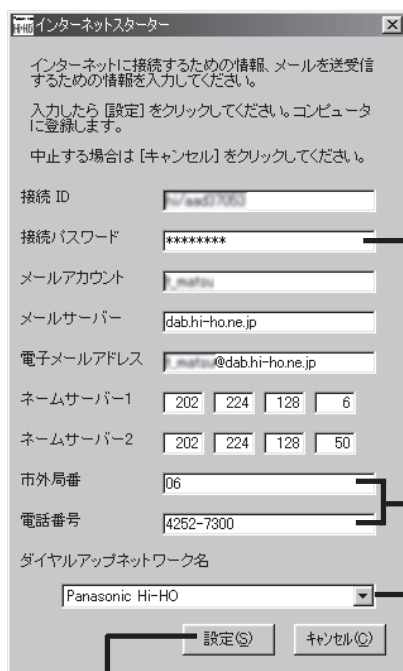 インターネットスターター
インターネットに接続するための情報、メールを送受信
するための情報を入力してください。
入力したら [設定] をクリックしてください。コンピュータ
に登録します。
中止する場合は [キャンセル] をクリックしてください。
接続 ID
接続パスワード ********
メールアカウント
メールサーバー dab.hi-ho.ne.jp
電子メールアドレス @dab.hi-ho.ne.jp
ネームサーバー1 202 224 128 6
ネームサーバー2 202 224 128 50
市外局番 06
電話番号 4252-7300
ダイヤルアップネットワーク名
Panasonic Hi-HO
設定(S) キャンセル(C)